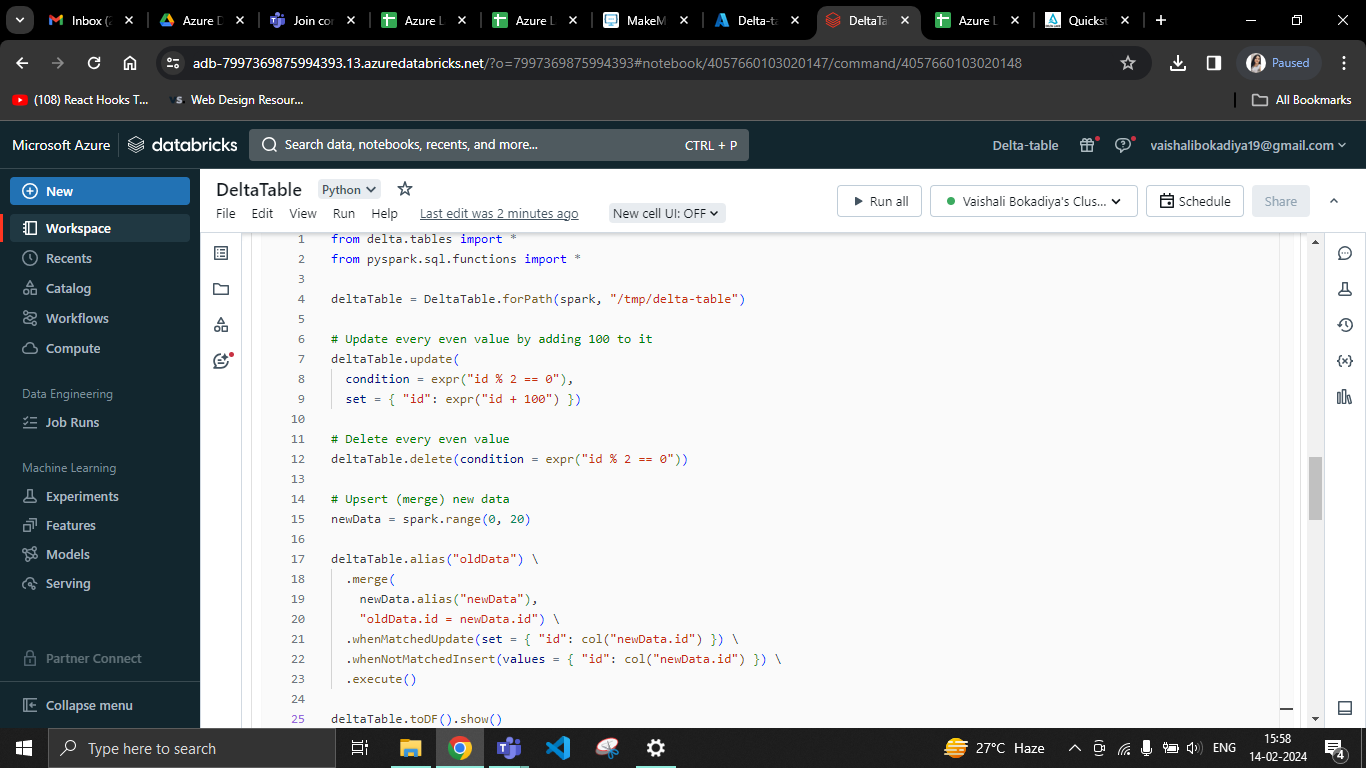 Inbox (2
Azure D
Join con
Azure L
Azure L
MakeM
Delta-ta
DeltaTa
Azure L
Quickst
adb-7997369875994393.13.azuredatabricks.net/?o=7997369875994393#notebook/4057660103020147/command/4057660103020148
Paused
(108) React Hooks T...
Web Design Resour...
All Bookmarks
Microsoft Azure
databricks
Search data, notebooks, recents, and more...
CTRL + P
Delta-table
vaishalibokadiya19@gmail.com
New
Workspace
Recents
Catalog
Workflows
Compute
Data Engineering
Job Runs
Machine Learning
Experiments
Features
Models
Serving
Partner Connect
Collapse menu
DeltaTable
Python
File Edit View Run Help Last edit was 2 minutes ago New cell UI: OFF
Run all
Vaishali Bokadiya's Clus...
Schedule
Share
1 from delta.tables import *
2 from pyspark.sql.functions import *
3
4 deltaTable = DeltaTable.forPath(spark, "/tmp/delta-table")
5
6 # Update every even value by adding 100 to it
7 deltaTable.update(
8 condition = expr("id % 2 == 0"),
9 set = { "id": expr("id + 100") })
10
11 # Delete every even value
12 deltaTable.delete(condition = expr("id % 2 == 0"))
13
14 # Upsert (merge) new data
15 newData = spark.range(0, 20)
16
17 deltaTable.alias("oldData") \
18 .merge(
19 newData.alias("newData"),
20 "oldData.id = newData.id") \
21 .whenMatchedUpdate(set = { "id": col("newData.id") }) \
22 .whenNotMatchedInsert(values = { "id": col("newData.id") }) \
23 .execute()
24
25 deltaTable.toDF().show()
Type here to search
27°C Haze
ENG
15:58
14-02-2024
4